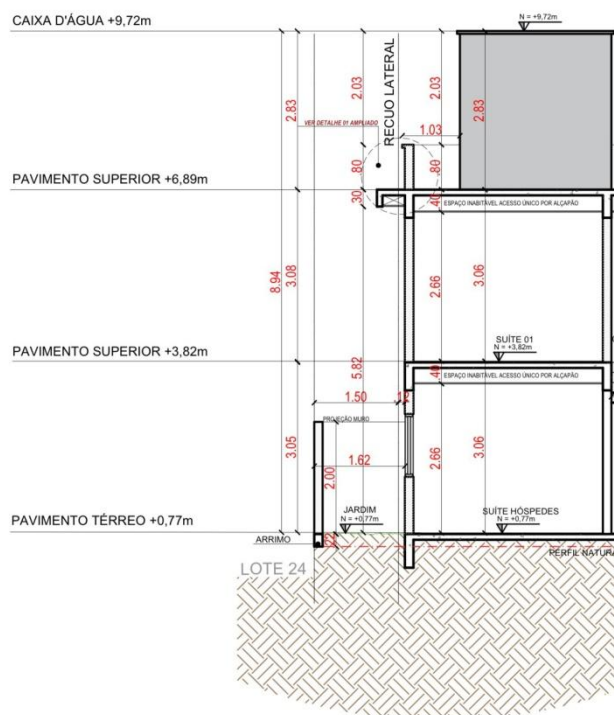 CAIXA D'ÁGUA +9,72m
N = +9,72m
2.83
2.03
RECUO LATERAL
2.03
2.83
1.03
VER DETALHE 01 AMPLIADO
.80
.80
PAVIMENTO SUPERIOR +6,89m
.30
.40
ESPAÇO INABITÁVEL ACESSO ÚNICO POR ALÇAPÃO
8.94
3.08
2.66
3.06
SUÍTE 01
N = +3,82m
PAVIMENTO SUPERIOR +3,82m
5.82
.40
ESPAÇO INABITÁVEL ACESSO ÚNICO POR ALÇAPÃO
1.50
.12
PROJEÇÃO MURO
3.05
2.00
1.62
2.66
3.06
JARDIM
N = +0,77m
SUÍTE HÓSPEDES
N = +0,77m
PAVIMENTO TÉRREO +0,77m
ARRIMO
.22
PERFIL NATURA
LOTE 24